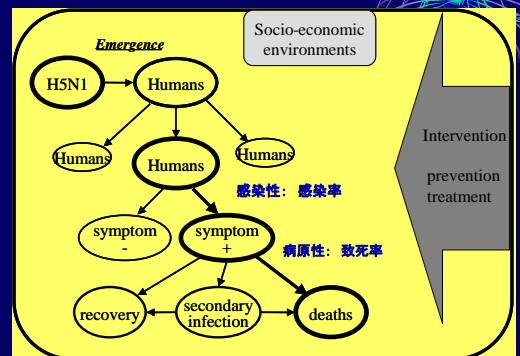 Socio-economic
environments
Emergence
H5N1
Humans
Humans
Humans
Humans
Intervention
prevention
treatment
感染性: 感染率
symptom
-
symptom
+
病原性: 致死率
recovery
secondary
infection
deaths